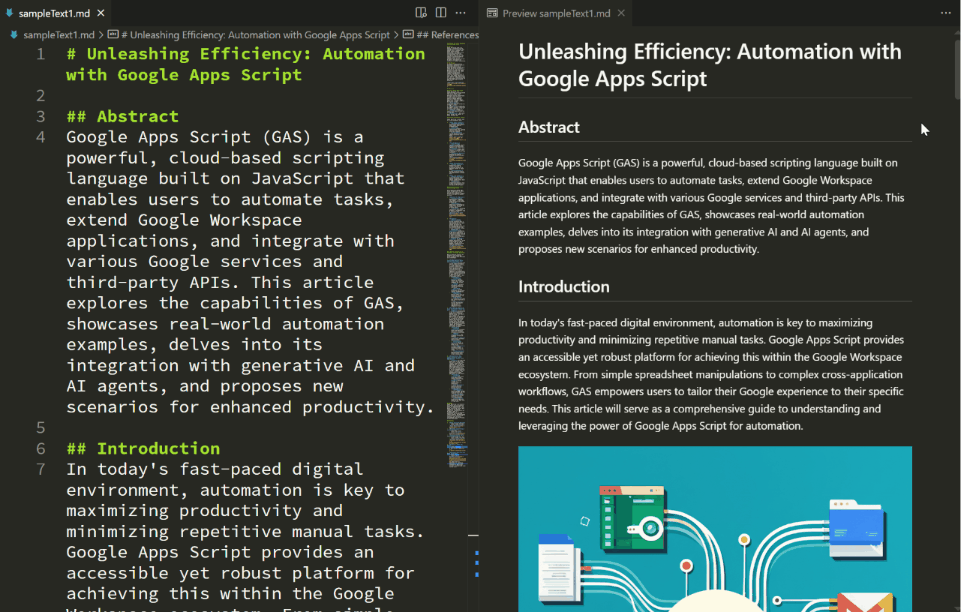 sampleText1.md
sampleText1.md > # Unleashing Efficiency: Automation with Google Apps Script > ## References
1 # Unleashing Efficiency: Automation
with Google Apps Script
2
3 ## Abstract
4 Google Apps Script (GAS) is a
powerful, cloud-based scripting
language built on JavaScript that
enables users to automate tasks,
extend Google Workspace
applications, and integrate with
various Google services and
third-party APIs. This article
explores the capabilities of GAS,
showcases real-world automation
examples, delves into its
integration with generative AI and
AI agents, and proposes new
scenarios for enhanced productivity.
5
6 ## Introduction
7 In today's fast-paced digital
environment, automation is key to
maximizing productivity and
minimizing repetitive manual tasks.
Google Apps Script provides an
accessible yet robust platform for
achieving this within the Google
Workspace ecosystem. From simple
Preview sampleText1.md
Unleashing Efficiency: Automation with
Google Apps Script
Abstract
Google Apps Script (GAS) is a powerful, cloud-based scripting language built on
JavaScript that enables users to automate tasks, extend Google Workspace
applications, and integrate with various Google services and third-party APIs. This
article explores the capabilities of GAS, showcases real-world automation
examples, delves into its integration with generative AI and AI agents, and
proposes new scenarios for enhanced productivity.
Introduction
In today's fast-paced digital environment, automation is key to maximizing
productivity and minimizing repetitive manual tasks. Google Apps Script provides
an accessible yet robust platform for achieving this within the Google Workspace
ecosystem. From simple spreadsheet manipulations to complex cross-application
workflows, GAS empowers users to tailor their Google experience to their specific
needs. This article will serve as a comprehensive guide to understanding and
leveraging the power of Google Apps Script for automation.